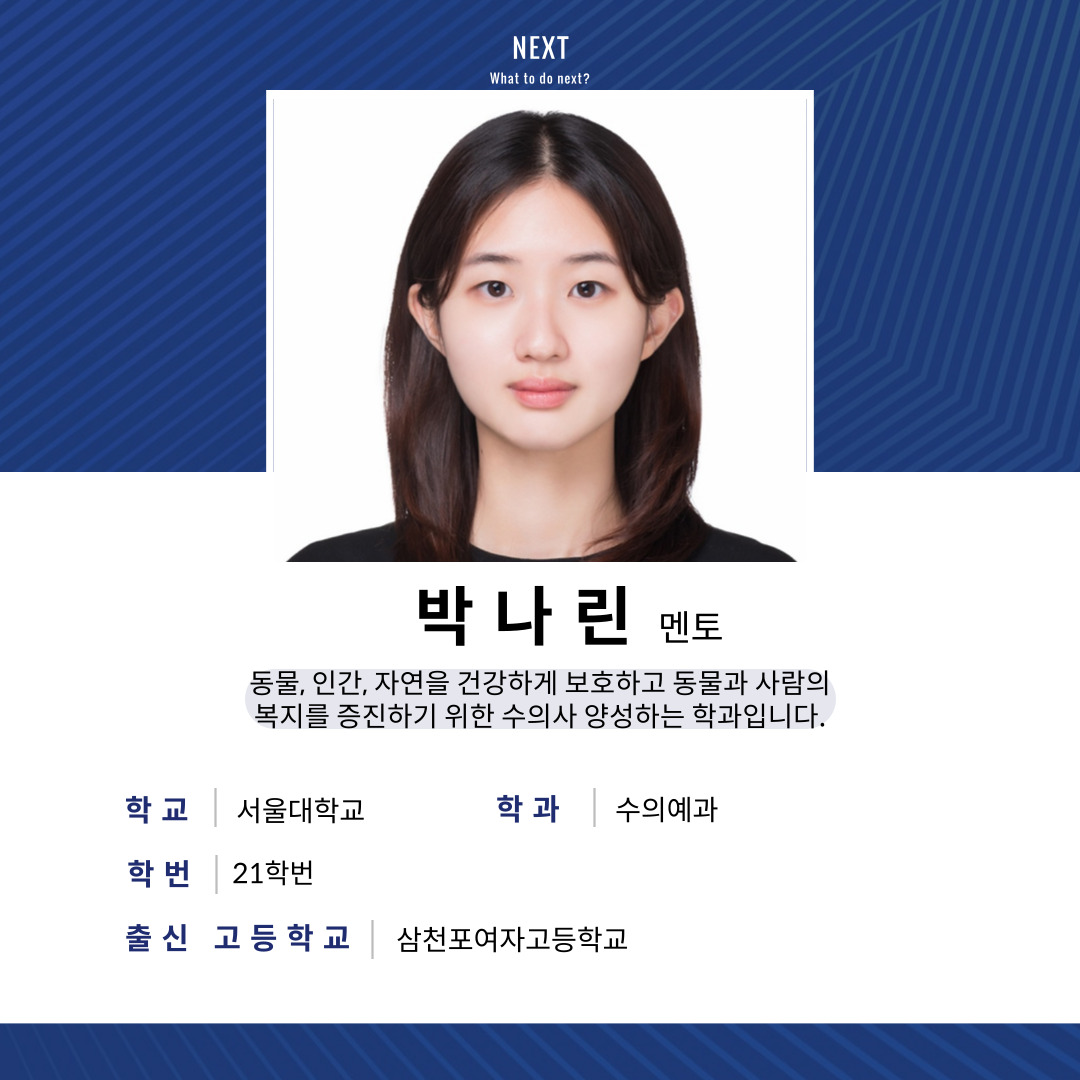 NEXT
What to do next?
박나린 멘토
동물, 인간, 자연을 건강하게 보호하고 동물과 사람의
복지를 증진하기 위한 수의사 양성하는 학과입니다.
학교 서울대학교 학과 수의예과
학번 21학번
출신 고등학교 삼천포여자고등학교